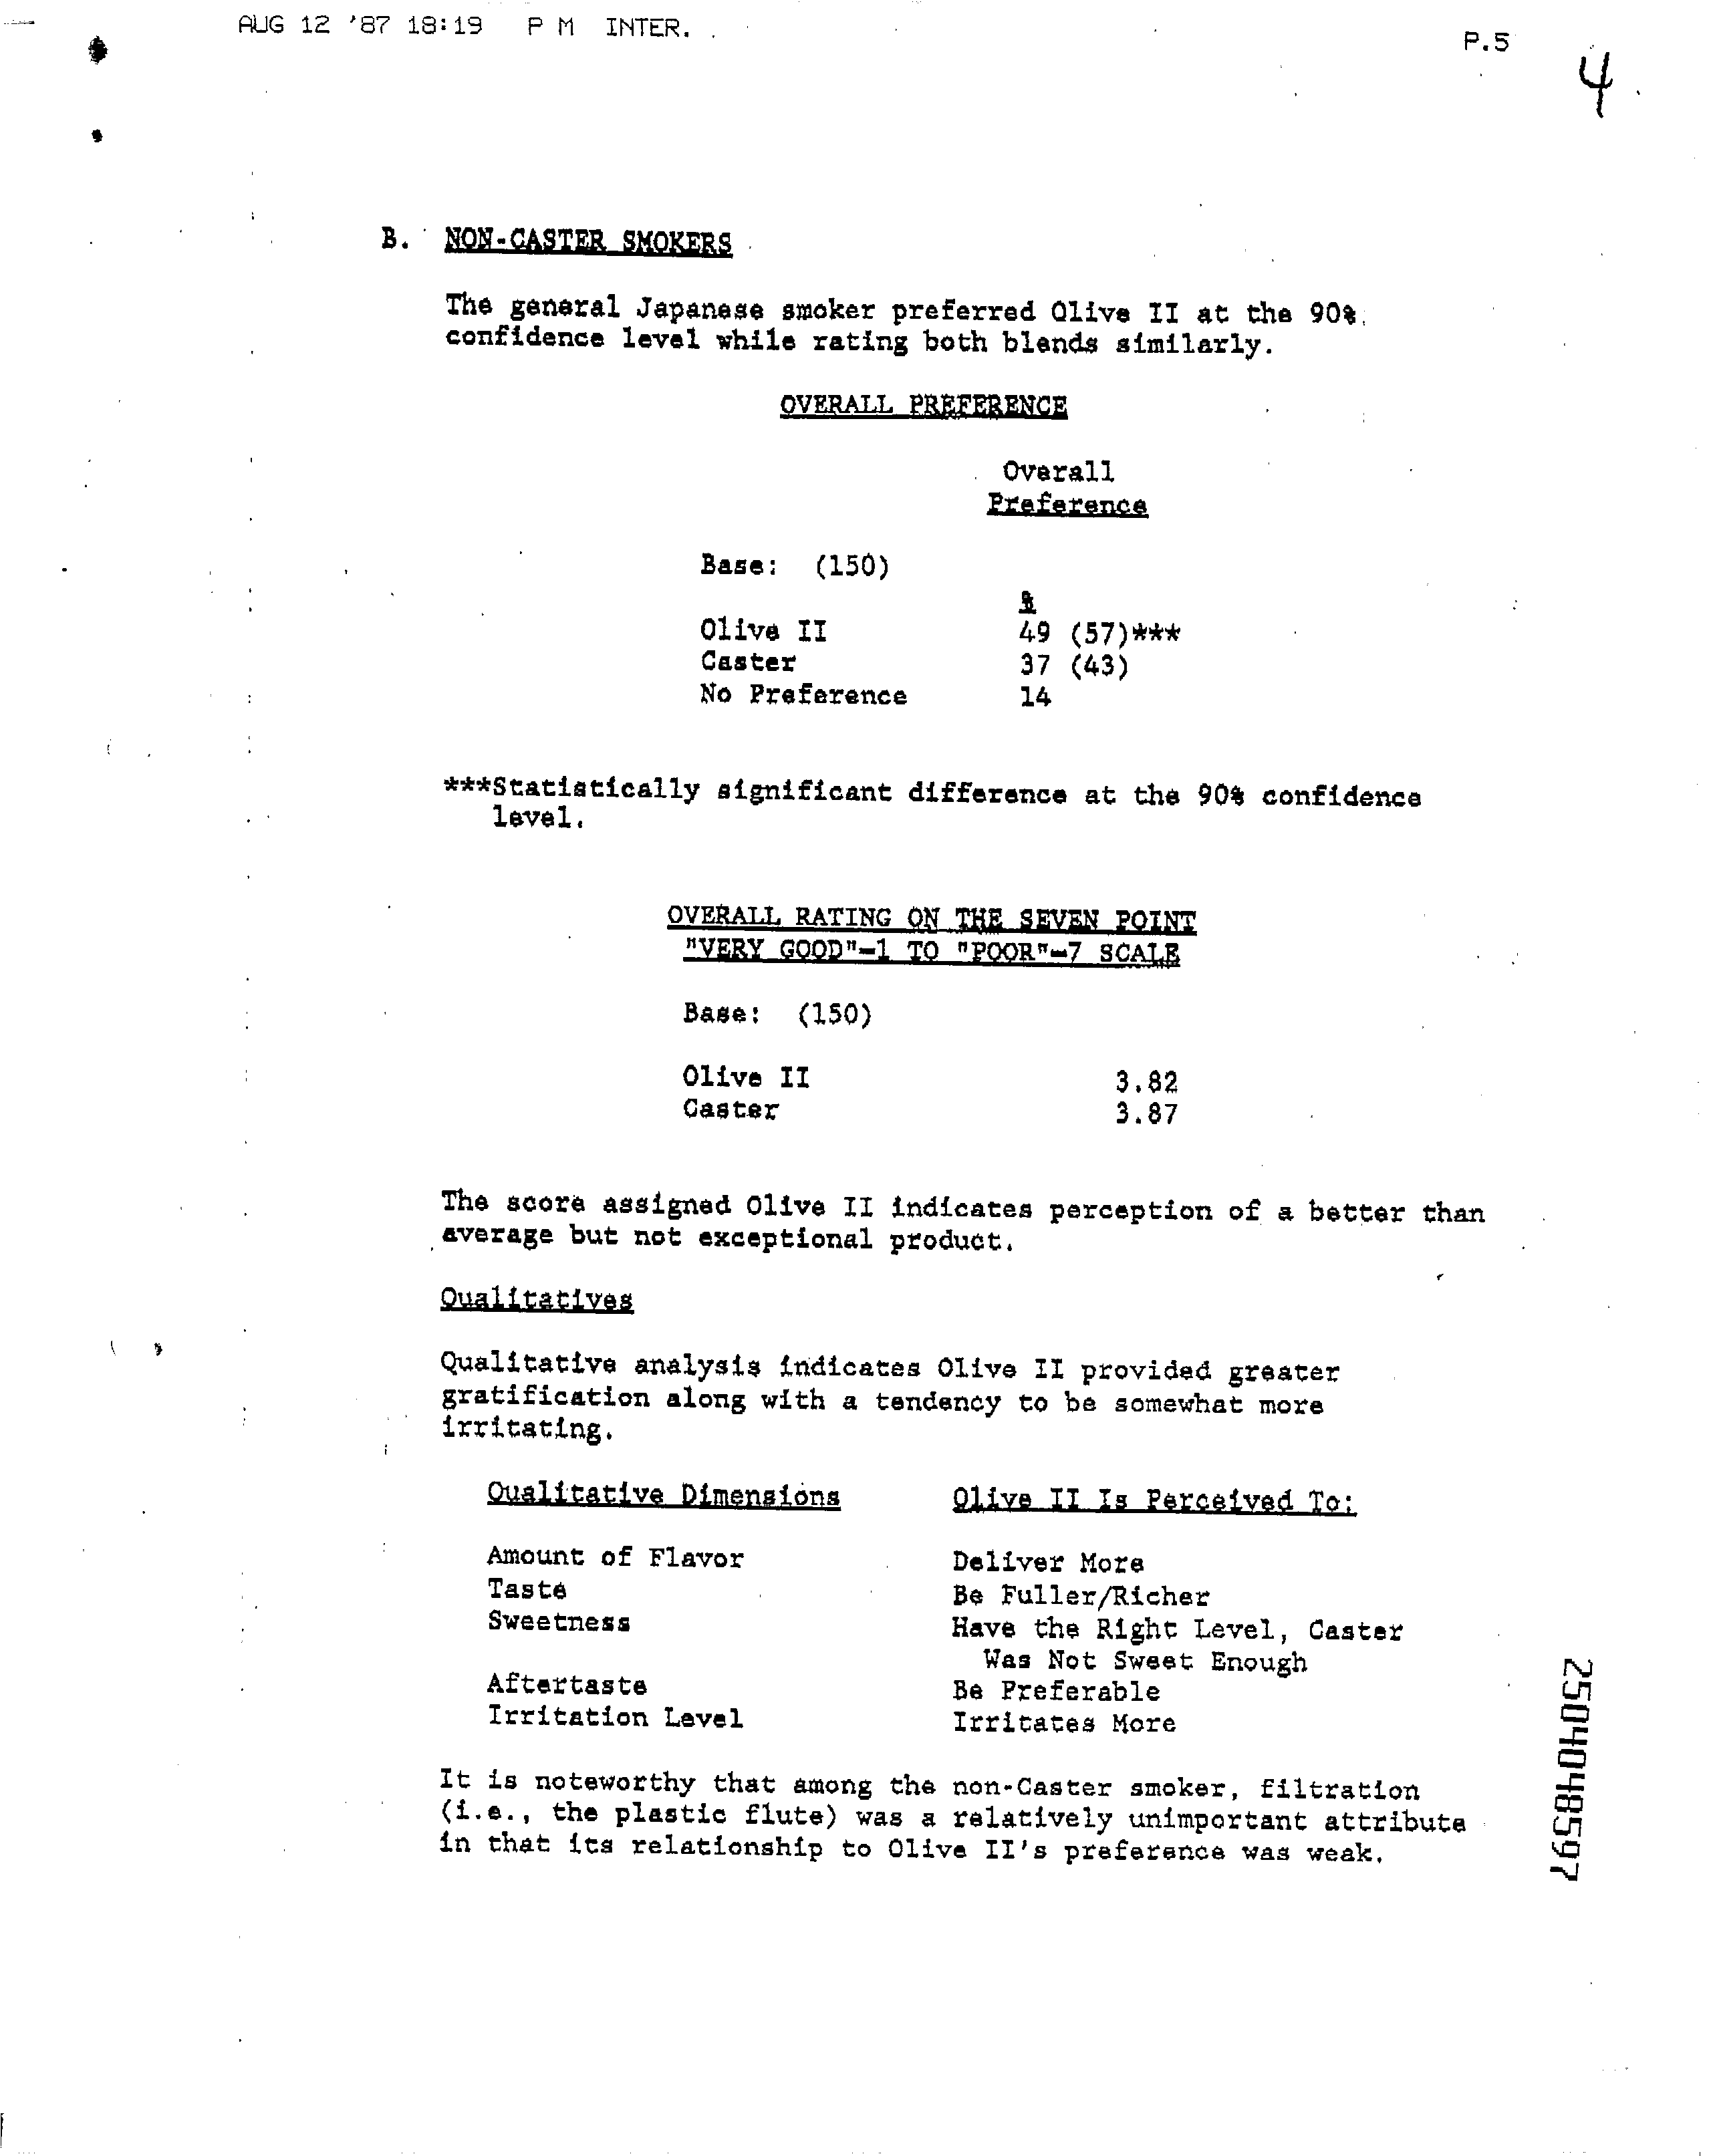 AUG 12 '87 18:19 P M INTER.
P.5
4
B. NON-CASTER SMOKERS
The general Japanese smoker preferred Olive II at the 90%
confidence level while rating both blends similarly.
OVERALL PREFERENCE
Overall
Preference
Base: (150)
%
Olive II 49 (57)***
Caster 37 (43)
No Preference 14
***Statistically significant difference at the 90% confidence
level.
OVERALL RATING ON THE SEVEN POINT
"VERY GOOD"-1 TO "POOR"-7 SCALE
Base: (150)
Olive II 3.82
Caster 3.87
The score assigned Olive II indicates perception of a better than
average but not exceptional product.
Qualitatives
Qualitative analysis indicates Olive II provided greater
gratification along with a tendency to be somewhat more
irritating.
Qualitative Dimensions Olive II Is Perceived To:
Amount of Flavor Deliver More
Taste Be Fuller/Richer
Sweetness Have the Right Level, Caster
Was Not Sweet Enough
Aftertaste Be Preferable
Irritation Level Irritates More
It is noteworthy that among the non-Caster smoker, filtration
(i.e., the plastic flute) was a relatively unimportant attribute
in that its relationship to Olive II's preference was weak.
2504048597